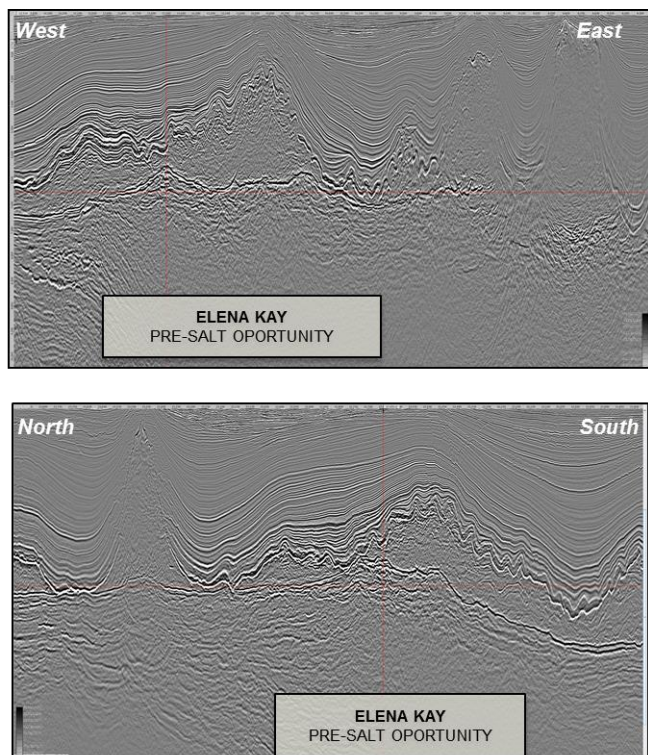 West
East
ELENA KAY
PRE-SALT OPORTUNITY
North
South
ELENA KAY
PRE-SALT OPORTUNITY